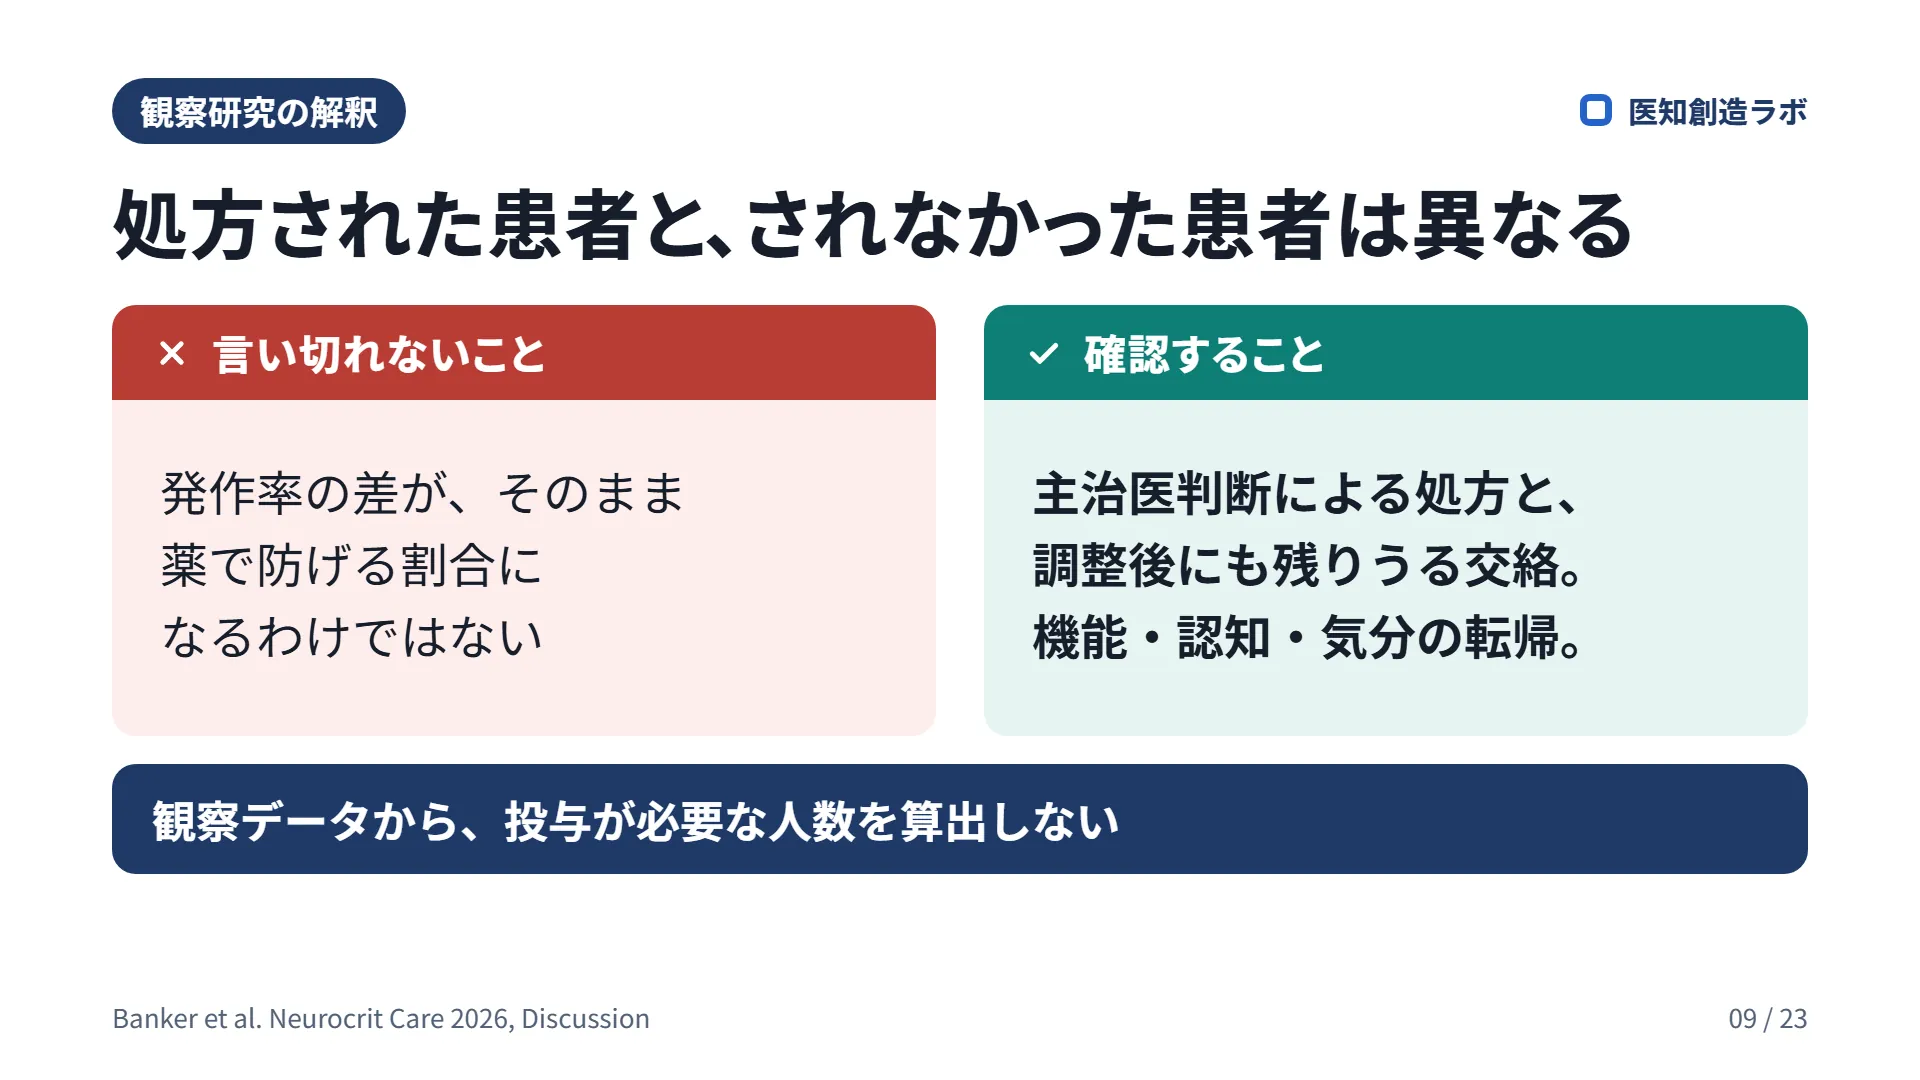 観察研究の解釈
医知創造ラボ
処方された患者と、されなかった患者は異なる
言い切れないこと
発作率の差が、そのまま
薬で防げる割合に
なるわけではない
確認すること
主治医判断による処方と、
調整後にも残りうる交絡。
機能・認知・気分の転帰。
観察データから、投与が必要な人数を算出しない
Banker et al. Neurocrit Care 2026, Discussion
09 / 23